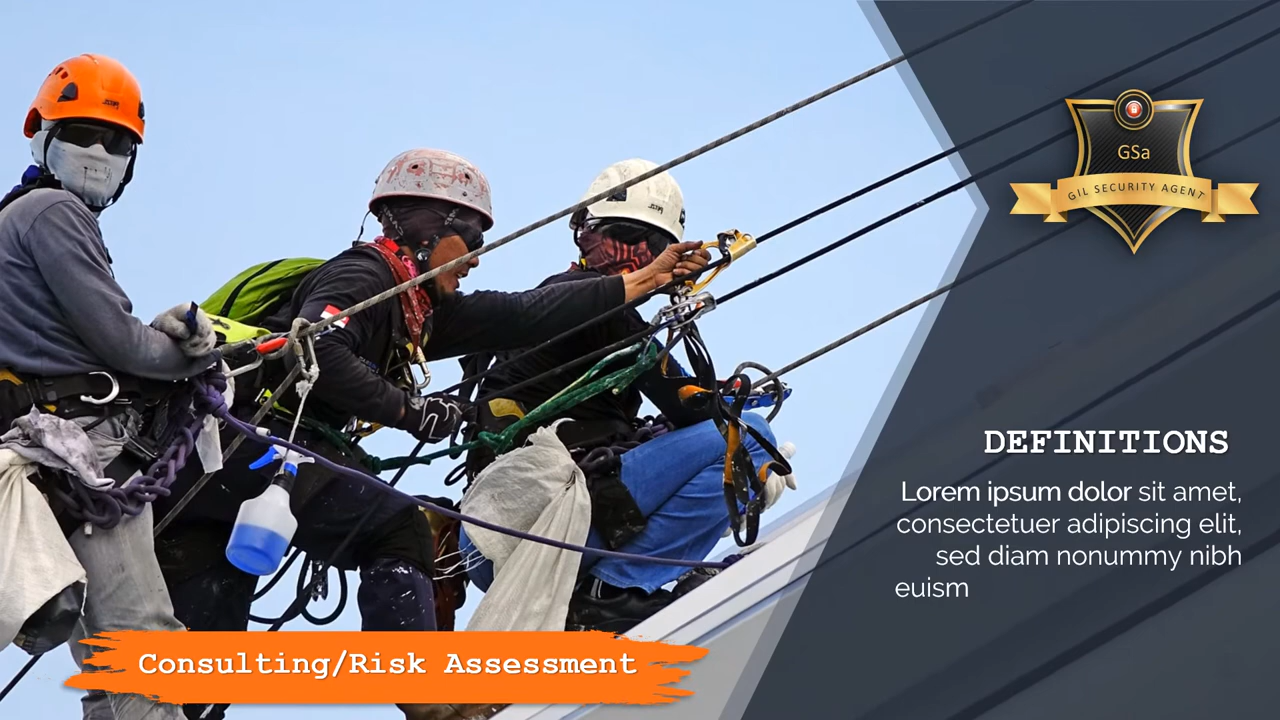 GSa
GIL SECURITY AGENT
DEFINITIONS
Lorem ipsum dolor sit amet,
consectetuer adipiscing elit,
sed diam nonummy nibh
euism
Consulting/Risk Assessment